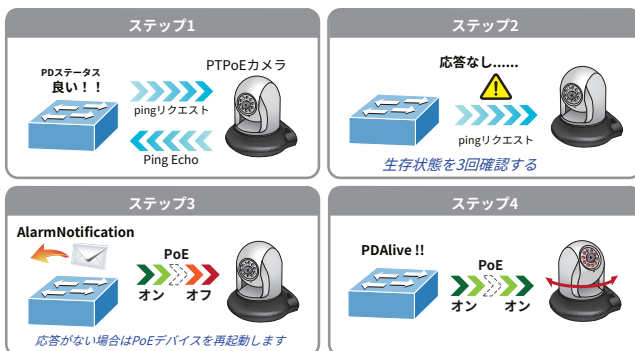 ステップ1
PDステータス
良い！！
PTPoEカメラ
pingリクエスト
Ping Echo
ステップ2
応答なし......
pingリクエスト
生存状態を3回確認する
ステップ3
AlarmNotification
PoE
オン オフ
応答がない場合はPoEデバイスを再起動します
ステップ4
PDAlive !!
PoE
オン オン